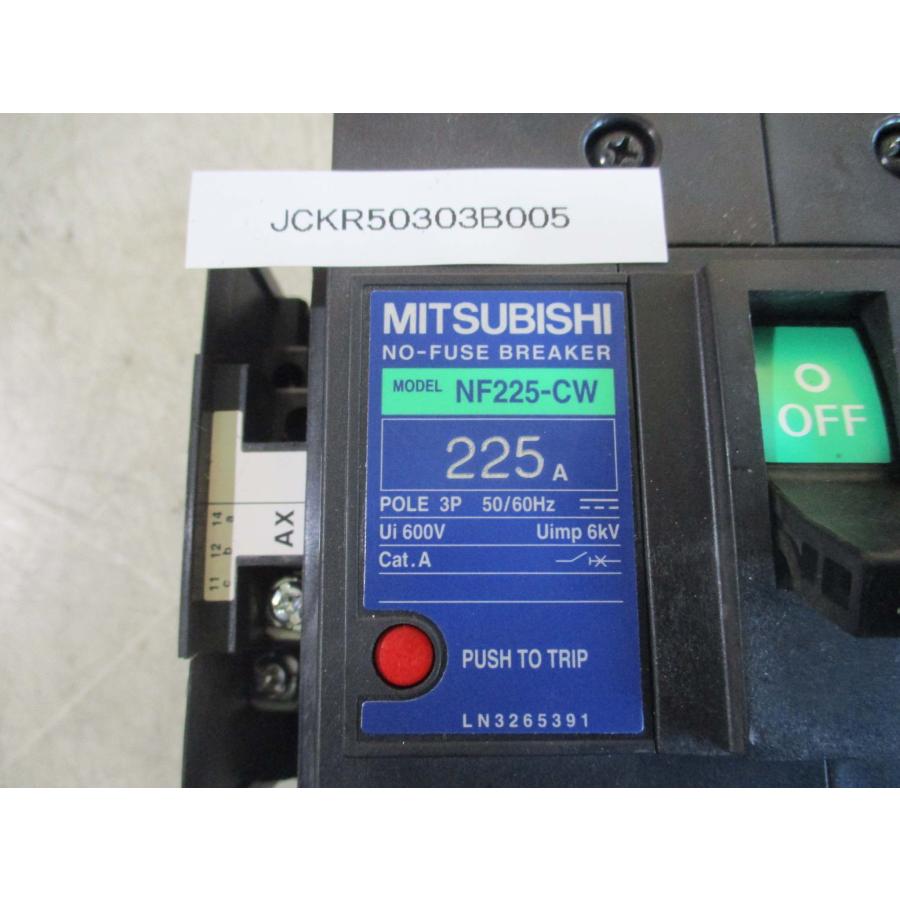 JCKR50303B005
MITSUBISHI
NO-FUSE BREAKER
MODEL NF225-CW
225 A
POLE 3P 50/60Hz
Ui 600V Uimp 6kV
Cat.A
PUSH TO TRIP
LN3265391
O
OFF
AX
11 12 14
c b a